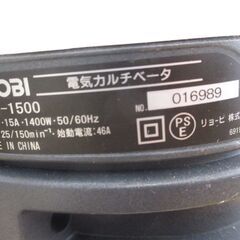 OBI 電気カルチベータ
-1500
・15A・1400W・50/60Hz
25/150min⁻¹・始動電流:46A
E IN CHINA
NO. 016989
PS E
リョービ 株式